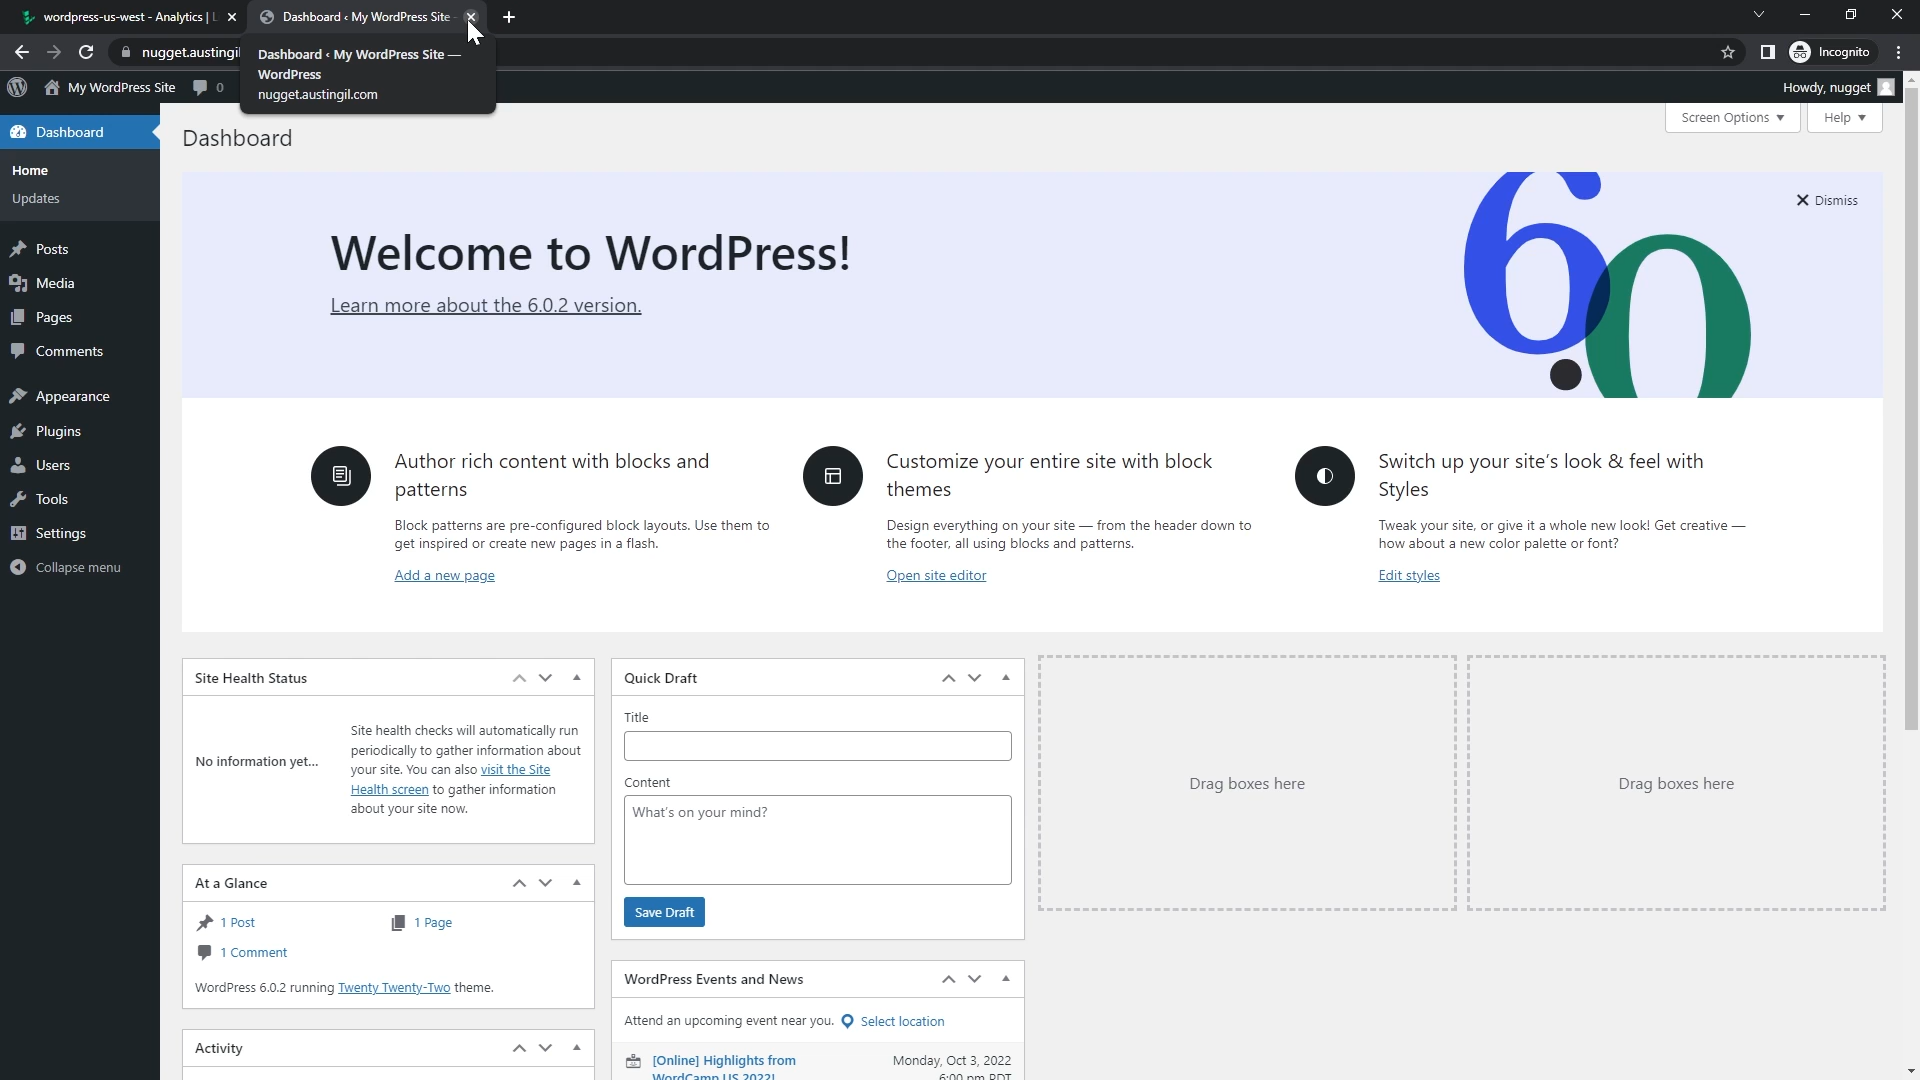 wordpress-us-west - Analytics | L
Dashboard ‹ My WordPress Site -
nugget.austingil
Dashboard ‹ My WordPress Site —
WordPress
nugget.austingil.com
Incognito
My WordPress Site
0
Howdy, nugget
Dashboard
Home
Updates
Posts
Media
Pages
Comments
Appearance
Plugins
Users
Tools
Settings
Collapse menu
Dashboard
Screen Options
Help
Welcome to WordPress!
Learn more about the 6.0.2 version.
6.0
Dismiss
Author rich content with blocks and
patterns
Block patterns are pre-configured block layouts. Use them to
get inspired or create new pages in a flash.
Add a new page
Customize your entire site with block
themes
Design everything on your site — from the header down to
the footer, all using blocks and patterns.
Open site editor
Switch up your site's look & feel with
Styles
Tweak your site, or give it a whole new look! Get creative —
how about a new color palette or font?
Edit styles
Site Health Status
No information yet...
Site health checks will automatically run
periodically to gather information about
your site. You can also visit the Site
Health screen to gather information
about your site now.
At a Glance
1 Post
1 Page
1 Comment
WordPress 6.0.2 running Twenty Twenty-Two theme.
Activity
Quick Draft
Title
Content
What's on your mind?
Save Draft
WordPress Events and News
Attend an upcoming event near you.
Select location
[Online] Highlights from
WordCamp US 2022!
Monday, Oct 3, 2022
6:00 pm PDT
Drag boxes here
Drag boxes here